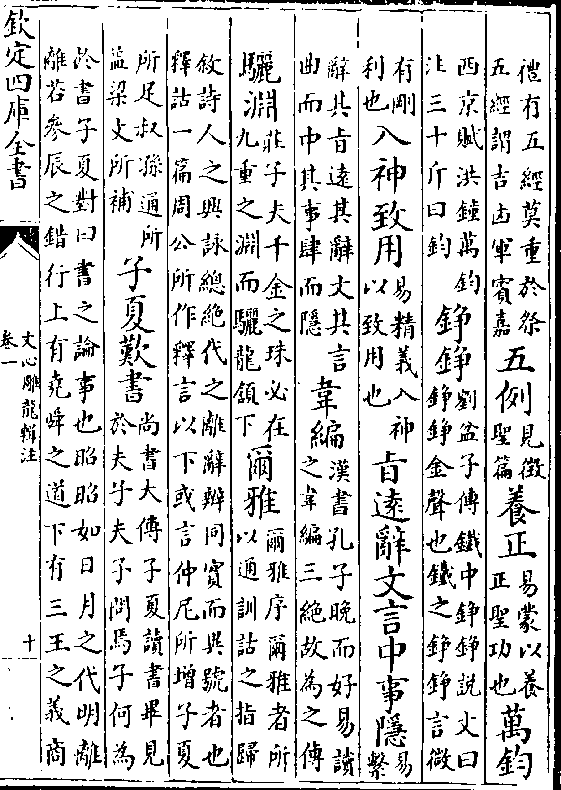 禮有五經莫重於祭
五經謂吉凶軍賓嘉
五例
見徵
聖篇
養正
易蒙以養
正聖功也
萬鈞
西京賦洪鐘萬鈞
注三十斤曰鈞
錚錚
劉盆子傳鐵中錚錚說文曰
錚錚金聲也鐵之錚錚言微
有剛
利也
入神致用
易精義入神
以致用也
旨遠辭文言中事隱
易
繫
辭其旨遠其辭文其言
曲而中其事肆而隱
韋編
漢書孔子晚而好易讀
之韋編三絕故為之傳
驪淵
莊子夫千金之珠必在
九重之淵而驪龍頷下
爾雅
爾雅序爾雅者所
以通訓詁之指歸
敘詩人之興詠總絕代之離辭辨同實而異號者也
釋詁一篇周公所作釋言以下或言仲尼所增子夏
所足叔孫通所
益梁文所補
子夏歎書
尚書大傳子夏讀書畢見
於夫子夫子問焉子何為
於書子夏對曰書之論事也昭昭如日月之代明離
離若參辰之錯行上有堯舜之道下有三王之義商
欽定四庫全書
文心雕龍輯注
卷一
十